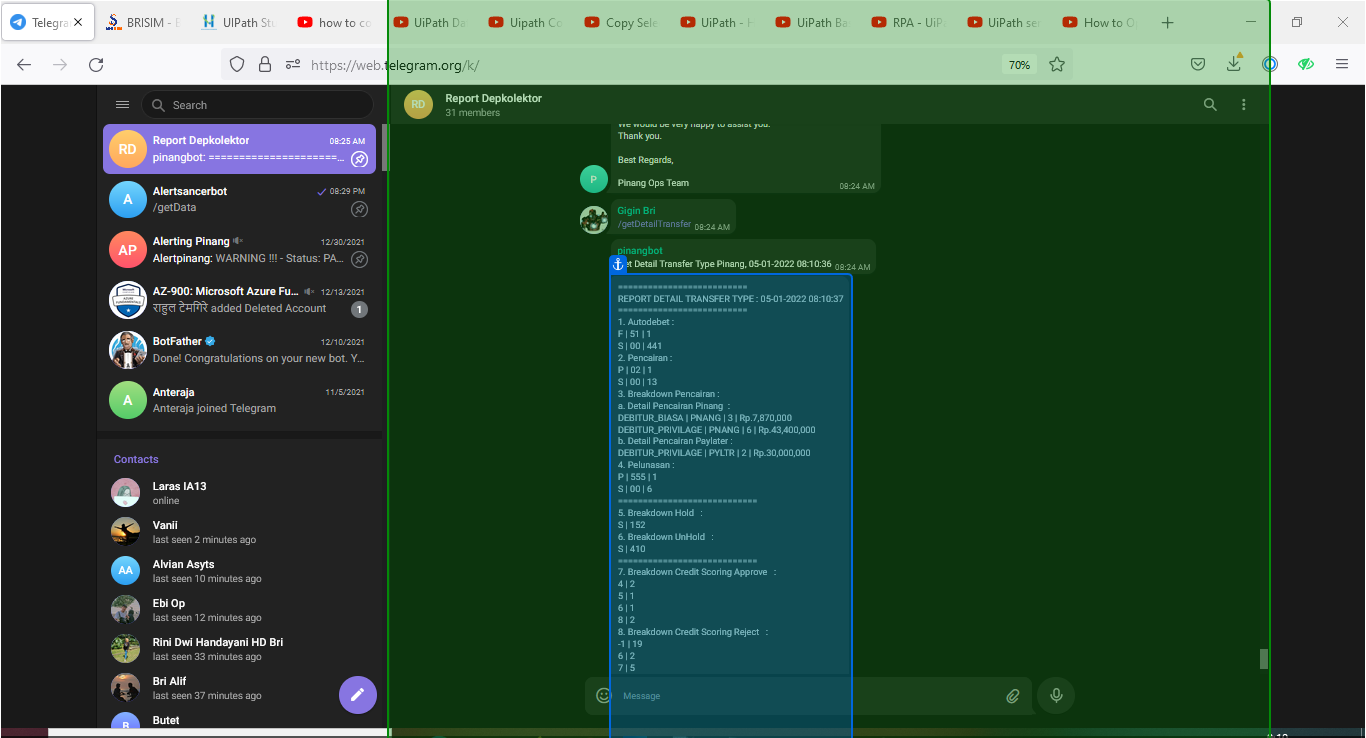 Telegra
BRISIM - B
UIPath Stu
how to co
UiPath Da
Uipath Co
Copy Sele
UiPath - H
UiPath Ba
RPA - UiP
UiPath se
How to O
https://web.telegram.org/k/
70%
Search
RD
Report Depkolektor
08:25 AM
pinangbot: =====================...
A
Alertsancerbot
08:29 PM
/getData
AP
Alerting Pinang
12/30/2021
Alertpinang: WARNING !!! - Status: PA...
AZ-900: Microsoft Azure Fu...
12/13/2021
राहुल टेमगिरे added Deleted Account
1
BotFather
12/10/2021
Done! Congratulations on your new bot. Y...
A
Anteraja
11/5/2021
Anteraja joined Telegram
Contacts
Laras IA13
online
Vanii
last seen 2 minutes ago
AA
Alvian Asyts
last seen 10 minutes ago
Ebi Op
last seen 12 minutes ago
Rini Dwi Handayani HD Bri
last seen 33 minutes ago
Bri Alif
last seen 37 minutes ago
B
Butet
RD
Report Depkolektor
31 members
We would be very happy to assist you.
Thank you.
Best Regards,
Pinang Ops Team
08:24 AM
P
Gigin Bri
/getDetailTransfer 08:24 AM
pinangbot
et Detail Transfer Type Pinang, 05-01-2022 08:10:36 08:24 AM
==========================
REPORT DETAIL TRANSFER TYPE : 05-01-2022 08:10:37
==========================
1. Autodebet :
F | 51 | 1
S | 00 | 441
2. Pencairan :
P | 02 | 1
S | 00 | 13
3. Breakdown Pencairan :
a. Detail Pencairan Pinang :
DEBITUR_BIASA | PNANG | 3 | Rp.7,870,000
DEBITUR_PRIVILAGE | PNANG | 6 | Rp.43,400,000
b. Detail Pencairan Paylater :
DEBITUR_PRIVILAGE | PYLTR | 2 | Rp.30,000,000
4. Pelunasan :
P | 555 | 1
S | 00 | 6
============================
5. Breakdown Hold :
S | 152
6. Breakdown UnHold :
S | 410
============================
7. Breakdown Credit Scoring Approve :
4 | 2
5 | 1
6 | 1
8 | 2
8. Breakdown Credit Scoring Reject :
-1 | 19
6 | 2
7 | 5
Message